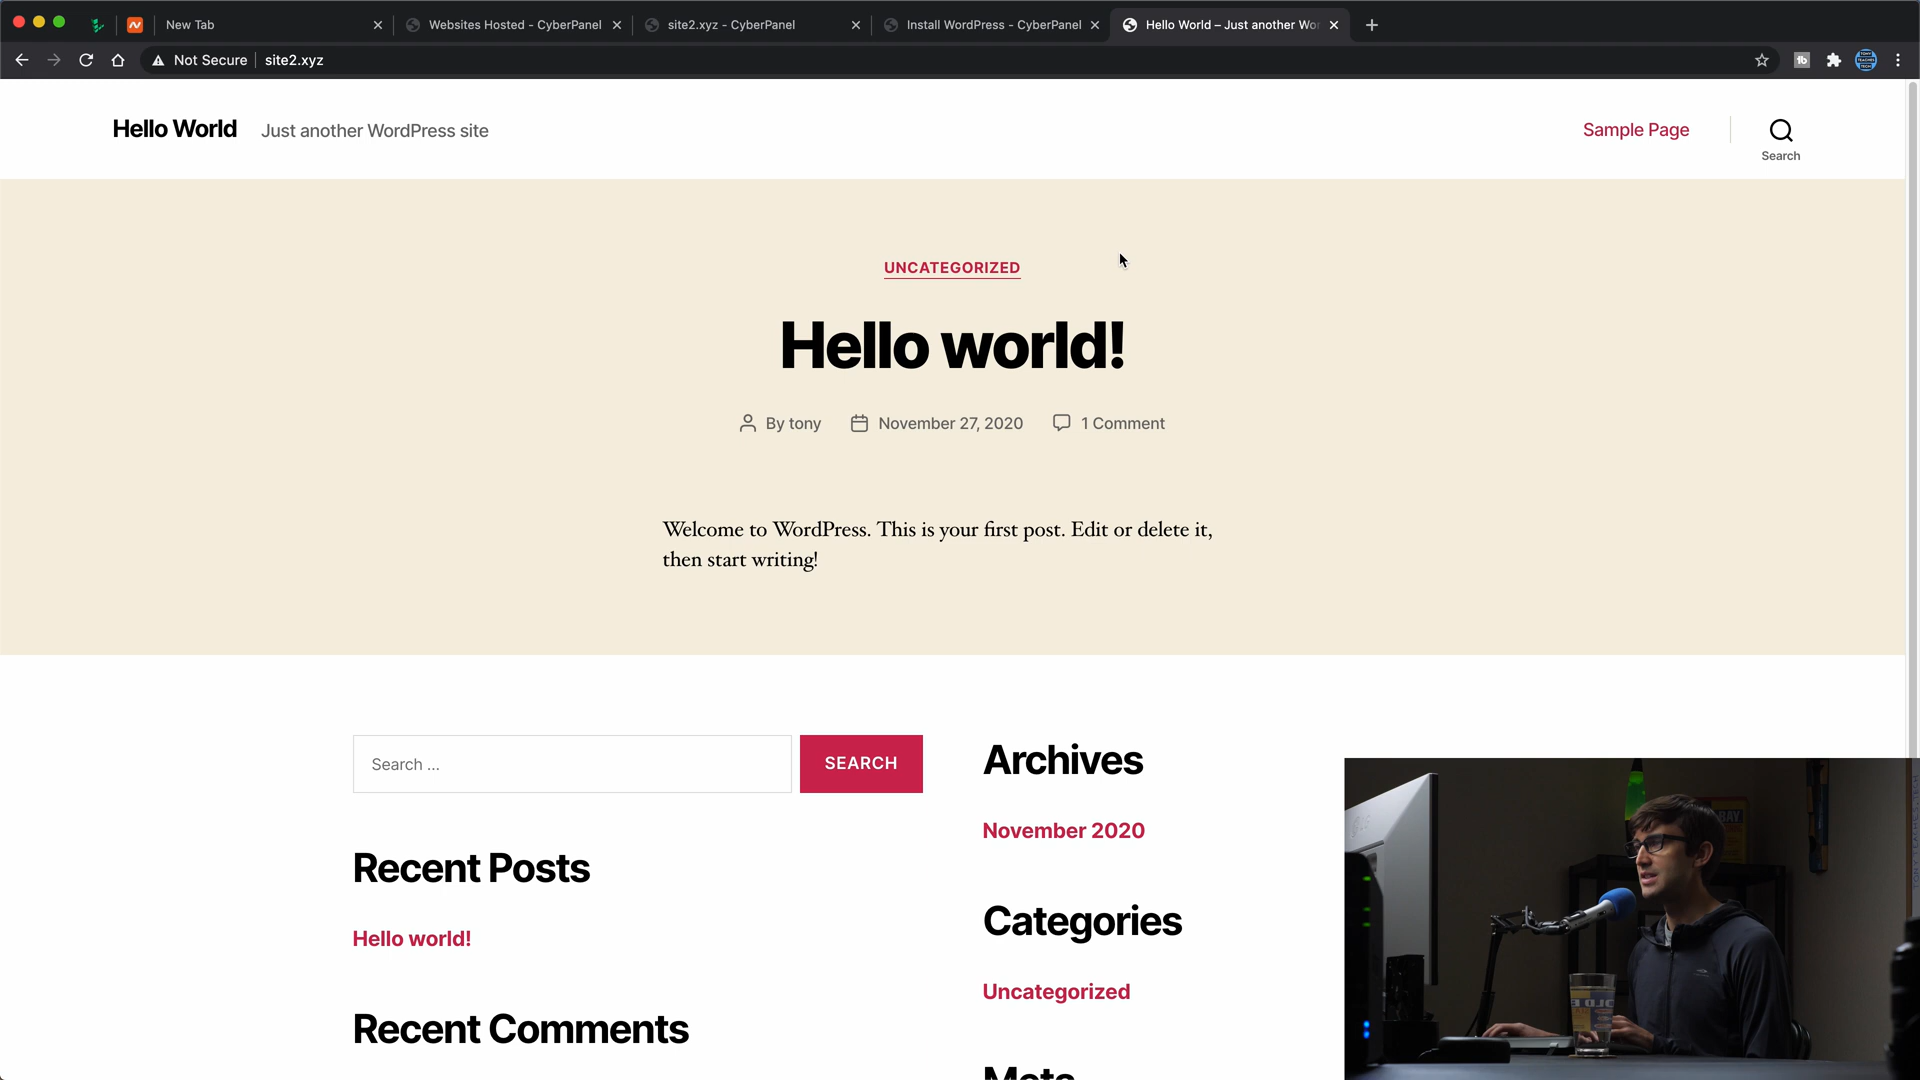 New Tab
Websites Hosted - CyberPanel
site2.xyz - CyberPanel
Install WordPress - CyberPanel
Hello World – Just another Wor
Not Secure
site2.xyz
Hello World
Just another WordPress site
Sample Page
Search
UNCATEGORIZED
Hello world!
By tony
November 27, 2020
1 Comment
Welcome to WordPress. This is your first post. Edit or delete it,
then start writing!
Search ...
SEARCH
Archives
November 2020
Recent Posts
Hello world!
Categories
Uncategorized
Recent Comments
Meta